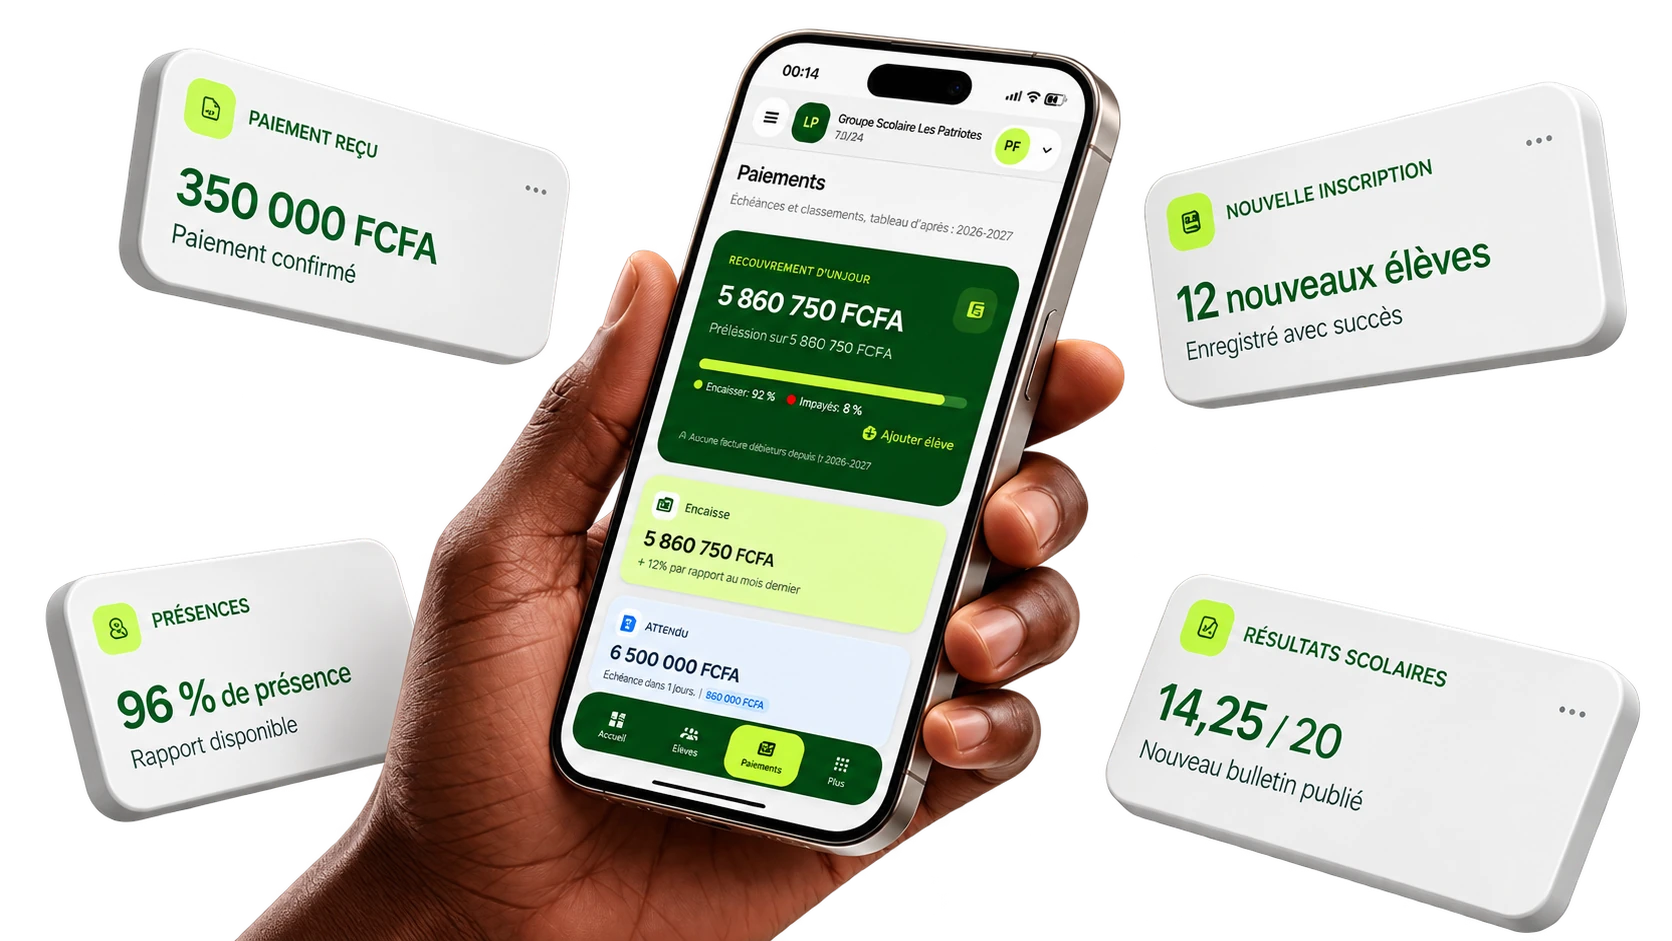 PAIEMENT REÇU
350 000 FCFA
Paiement confirmé
PRÉSENCES
96 % de présence
Rapport disponible
00:14
LP
Groupe Scolaire Les Patriotes
PF
Paiements
Échéances et classements, tableau d'après : 2026-2027
RECOUVREMENT D'UNJOUR
5 860 750 FCFA
Préléssion sur 5 860 750 FCFA
Encaisser: 92 %
Impayés: 8 %
Ajouter élève
Aucune facture débieturs depuis 2026-2027
Encaisse
5 860 750 FCFA
+ 12% par rapport au mois dernier
ATTENdU
6 500 000 FCFA
Echéance dans 1 jours. | 860 000 FCFA
Accueil
Eleves
Paiements
Plus
NOUVELLE INSCRIPTION
12 nouveaux élèves
Enregistré avec succès
RÉSULTATS SCOLAIRES
14,25 / 20
Nouveau bulletin publié